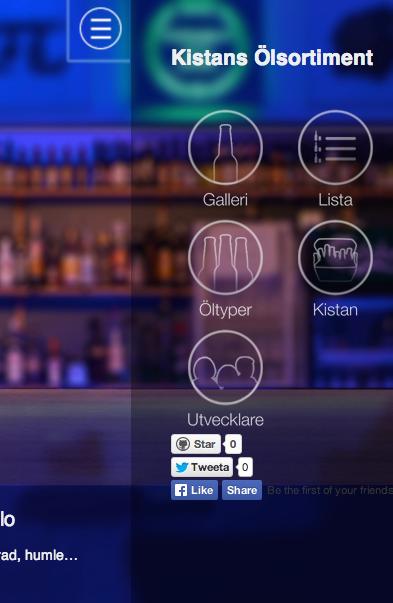 Kistans Ölsortiment
Galleri
Lista
Öltyper
Kistan
Utvecklare
Star 0
Tweeta 0
Like Share Be the first of your friends
lo
rad, humle...